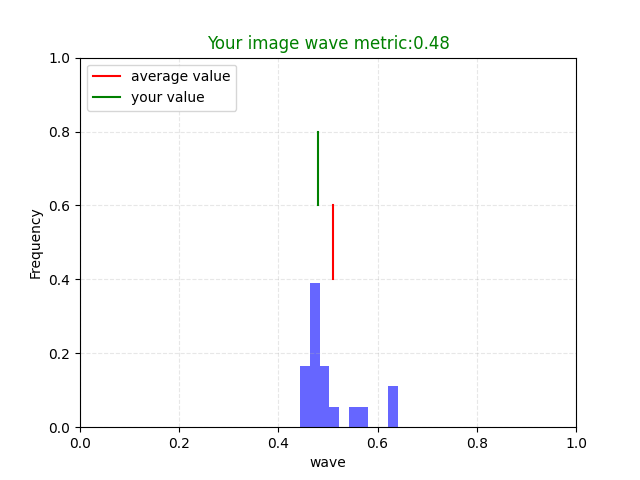 Your image wave metric:0.48
average value
your value
Frequency
1.0
0.8
0.6
0.4
0.2
0.0
0.0 0.2 0.4 0.6 0.8 1.0
wave